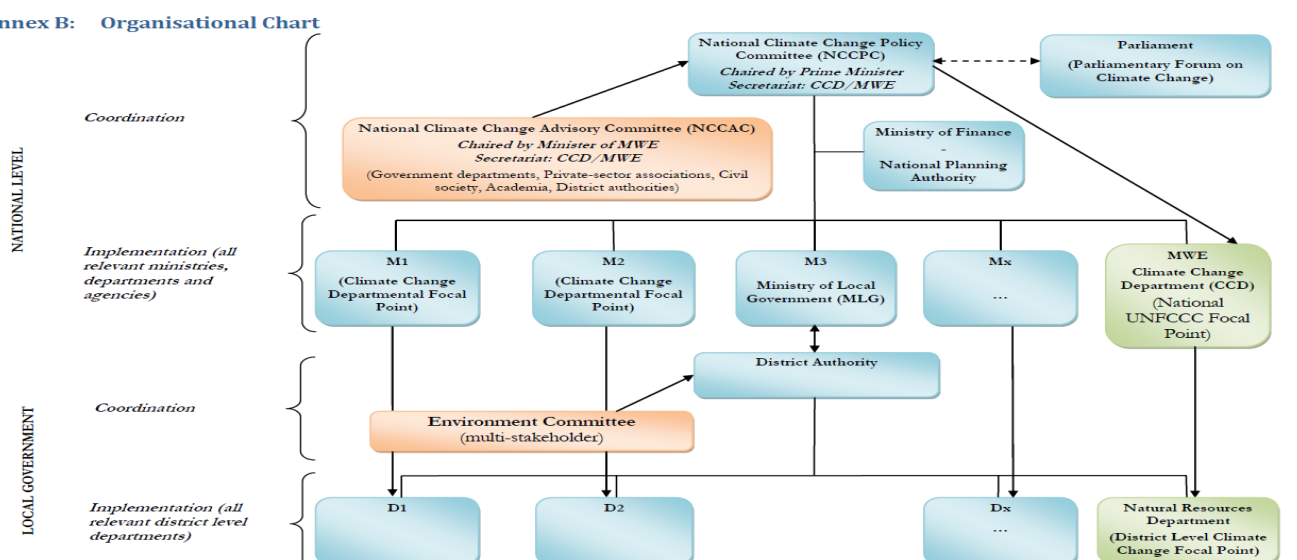 nnex B: Organisational Chart
National Climate Change Policy
Committee (NCCPC)
Chaired by Prime Minister
Secretariat: CCD/MWE
Parliament
(Parliamentary Forum on
Climate Change)
Coordination
National Climate Change Advisory Committee (NCCAC)
Chaired by Minister of MWE
Secretariat: CCD/MWE
(Government departments, Private-sector associations, Civil
society, Academia, District authorities)
Ministry of Finance
-
National Planning
Authority
NATIONAL LEVEL
Implementation (all
relevant ministries,
departments and
agencies)
M1
(Climate Change
Departmental Focal
Point)
M2
(Climate Change
Departmental Focal
Point)
M3
Ministry of Local
Government (MLG)
Mx
...
MWE
Climate Change
Department (CCD)
(National
UNFCCC Focal
Point)
District Authority
Coordination
Environment Committee
(multi-stakeholder)
LOCAL GOVERNMENT
Implementation (all
relevant district level
departments)
D1
D2
Dx
...
Natural Resources
Department
(District Level Climate
Change Focal Point)